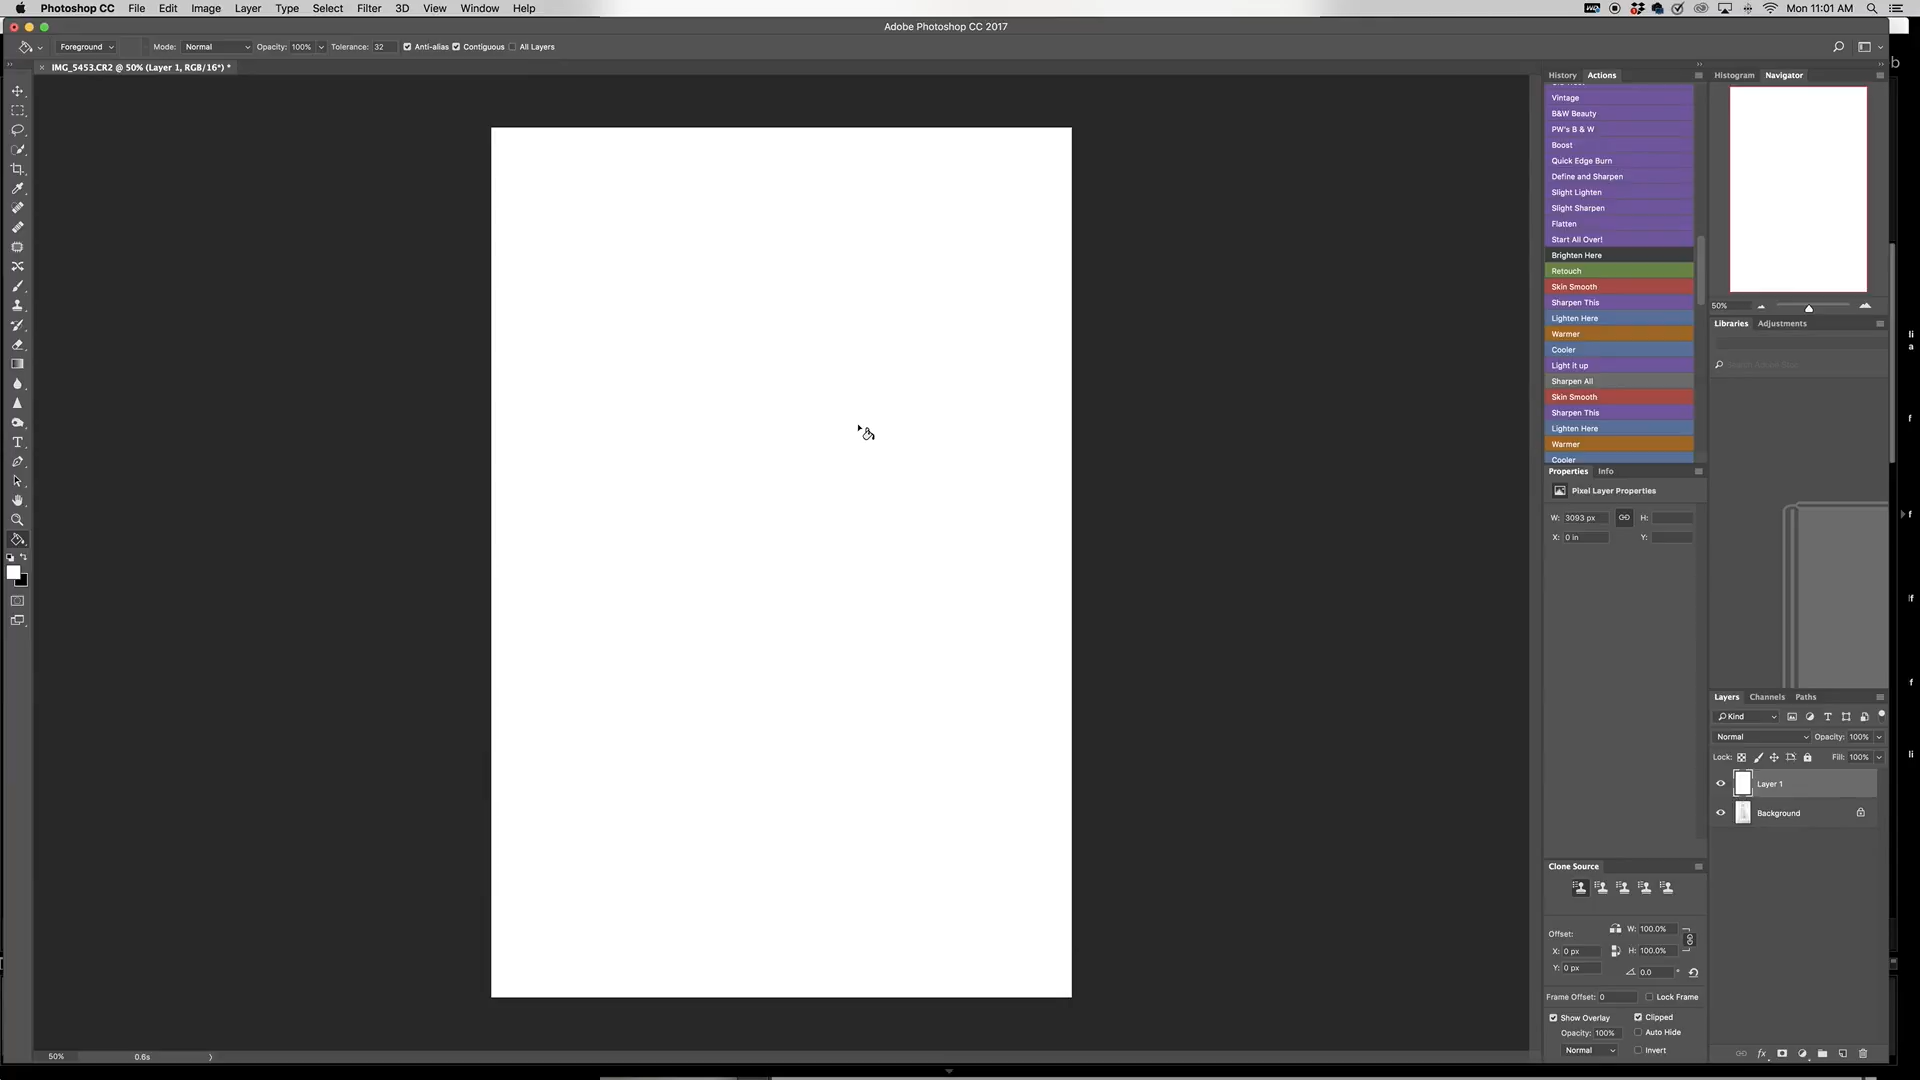 Photoshop CC File Edit Image Layer Type Select Filter 3D View Window Help Mon 11:01 AM
Adobe Photoshop CC 2017
Foreground Mode: Normal Opacity: 100% Tolerance: 32 Anti-alias Contiguous All Layers
× IMG_5453.CR2 @ 50% (Layer 1, RGB/16*) *
History Actions
Vintage
B&W Beauty
PW's B & W
Boost
Quick Edge Burn
Define and Sharpen
Slight Lighten
Slight Sharpen
Flatten
Start All Over!
Brighten Here
Retouch
Skin Smooth
Sharpen This
Lighten Here
Warmer
Cooler
Light it up
Sharpen All
Skin Smooth
Sharpen This
Lighten Here
Warmer
Cooler
Properties Info
Pixel Layer Properties
W: 3093 px H:
X: 0 in Y:
Clone Source
Offset: W: 100.0%
X: 0 px H: 100.0%
Y: 0 px 0.0 °
Frame Offset: 0 Lock Frame
Show Overlay Clipped
Opacity: 100% Auto Hide
Normal Invert
Histogram Navigator
50%
Libraries Adjustments
Layers Channels Paths
Kind
Normal Opacity: 100%
Lock: Fill: 100%
Layer 1
Background
fx
50% 0.6s